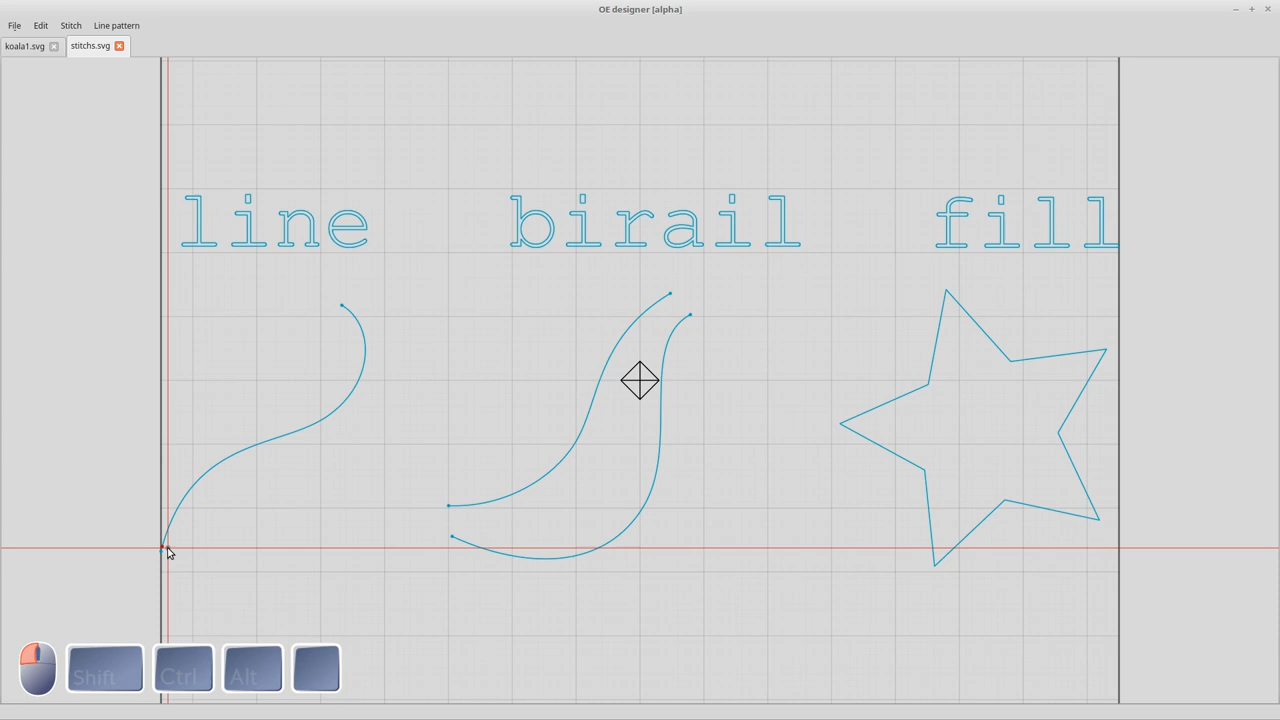 OE designer [alpha]
File Edit Stitch Line pattern
koala1.svg stitchs.svg
line birail fill
Shift Ctrl Alt